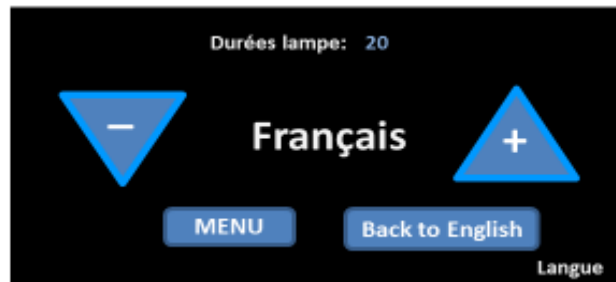 Durées lampe: 20
− Français +
MENU Back to English
Langue